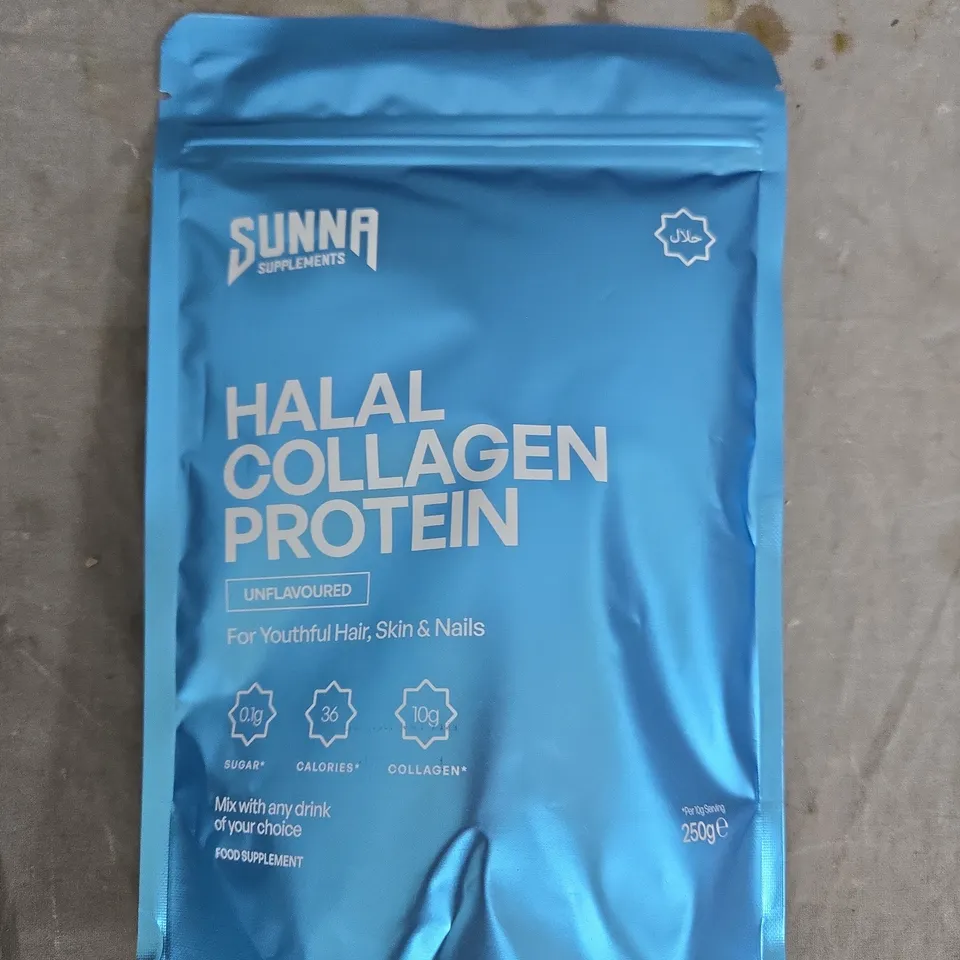 SUNNA
SUPPLEMENTS
حلال
HALAL
COLLAGEN
PROTEIN
UNFLAVOURED
For Youthful Hair, Skin & Nails
0.1g
36
10g
SUGAR*
CALORIES*
COLLAGEN*
Mix with any drink
of your choice
FOOD SUPPLEMENT
*Per 10g Serving
250g℮